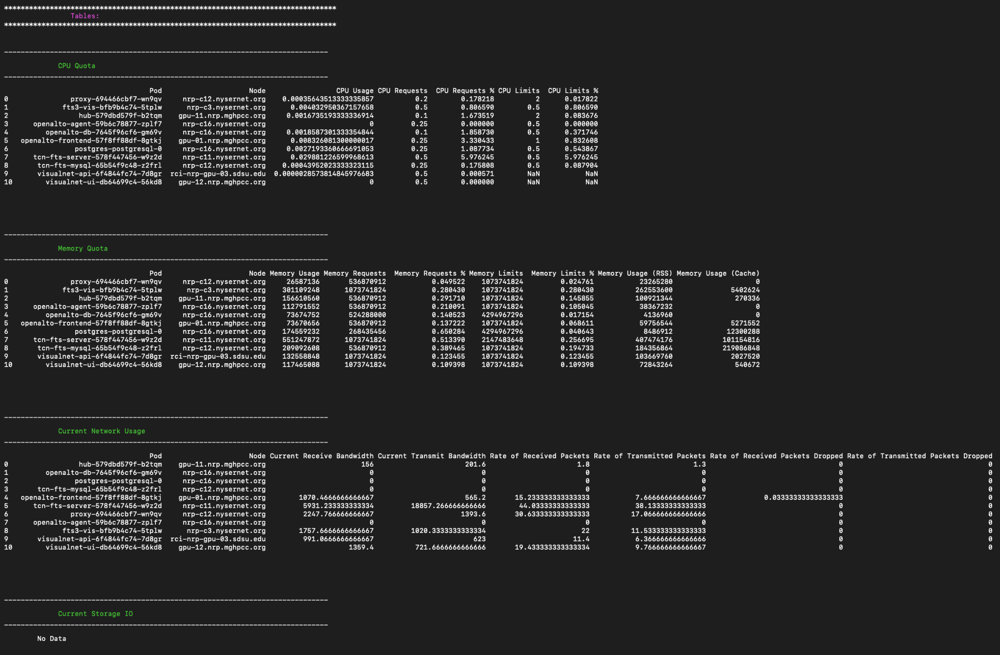 ********************************************************************************
Tables:
********************************************************************************
------------------------------------------------------------------------------
CPU Quota
------------------------------------------------------------------------------
Pod Node CPU Usage CPU Requests CPU Requests % CPU Limits CPU Limits %
0 proxy-694466cbf7-wn9qv nrp-c12.nysernet.org 0.00035643513333335857 0.2 0.178218 2 0.017822
1 fts3-vis-bfb9b4c74-5tplw nrp-c3.nysernet.org 0.004032950367157658 0.5 0.806590 0.5 0.806590
2 hub-579dbd579f-b2tqm gpu-11.nrp.mghpcc.org 0.0016735193333336914 0.1 1.673519 2 0.083676
3 openalto-agent-59b6c78877-zplf7 nrp-c16.nysernet.org 0 0.25 0.000000 0.5 0.000000
4 openalto-db-7645f96cf6-gm69v nrp-c16.nysernet.org 0.0018587301333354844 0.1 1.858730 0.5 0.371746
5 openalto-frontend-57f8ff88df-8gtkj gpu-01.nrp.mghpcc.org 0.008326081300000017 0.25 3.330433 1 0.832608
6 postgres-postgresql-0 nrp-c16.nysernet.org 0.0027193360666691053 0.25 1.087734 0.5 0.543867
7 tcn-fts-server-578f447456-w9z2d nrp-c11.nysernet.org 0.029881226599968613 0.5 5.976245 0.5 5.976245
8 tcn-fts-mysql-65b54f9c48-z2frl nrp-c12.nysernet.org 0.00043952023333323115 0.25 0.175808 0.5 0.087904
9 visualnet-api-6f4844fc74-7d8gr rci-nrp-gpu-03.sdsu.edu 0.0000028573814845976683 0.5 0.000571 NaN NaN
10 visualnet-ui-db64699c4-56kd8 gpu-12.nrp.mghpcc.org 0 0.5 0.000000 NaN NaN
------------------------------------------------------------------------------
Memory Quota
------------------------------------------------------------------------------
Pod Node Memory Usage Memory Requests Memory Requests % Memory Limits Memory Limits % Memory Usage (RSS) Memory Usage (Cache)
0 proxy-694466cbf7-wn9qv nrp-c12.nysernet.org 26587136 536870912 0.049522 1073741824 0.024761 23265280 0
1 fts3-vis-bfb9b4c74-5tplw nrp-c3.nysernet.org 301109248 1073741824 0.280430 1073741824 0.280430 262553600 5402624
2 hub-579dbd579f-b2tqm gpu-11.nrp.mghpcc.org 156610560 536870912 0.291710 1073741824 0.145855 100921344 270336
3 openalto-agent-59b6c78877-zplf7 nrp-c16.nysernet.org 112791552 536870912 0.210091 1073741824 0.105045 38367232 0
4 openalto-db-7645f96cf6-gm69v nrp-c16.nysernet.org 73674752 524288000 0.140523 4294967296 0.017154 4136960 0
5 openalto-frontend-57f8ff88df-8gtkj gpu-01.nrp.mghpcc.org 73670656 536870912 0.137222 1073741824 0.068611 59756544 5271552
6 postgres-postgresql-0 nrp-c16.nysernet.org 174559232 268435456 0.650284 4294967296 0.040643 8486912 12300288
7 tcn-fts-server-578f447456-w9z2d nrp-c11.nysernet.org 551247872 1073741824 0.513390 2147483648 0.256695 407474176 101154816
8 tcn-fts-mysql-65b54f9c48-z2frl nrp-c12.nysernet.org 209092608 536870912 0.389465 1073741824 0.194733 184356864 219086848
9 visualnet-api-6f4844fc74-7d8gr rci-nrp-gpu-03.sdsu.edu 132558848 1073741824 0.123455 1073741824 0.123455 103669760 2027520
10 visualnet-ui-db64699c4-56kd8 gpu-12.nrp.mghpcc.org 117465088 1073741824 0.109398 1073741824 0.109398 72843264 540672
------------------------------------------------------------------------------
Current Network Usage
------------------------------------------------------------------------------
Pod Node Current Receive Bandwidth Current Transmit Bandwidth Rate of Received Packets Rate of Transmitted Packets Rate of Received Packets Dropped Rate of Transmitted Packets Dropped
0 hub-579dbd579f-b2tqm gpu-11.nrp.mghpcc.org 156 201.6 1.8 1.3 0 0
1 openalto-db-7645f96cf6-gm69v nrp-c16.nysernet.org 0 0 0 0 0 0
2 postgres-postgresql-0 nrp-c16.nysernet.org 0 0 0 0 0 0
3 tcn-fts-mysql-65b54f9c48-z2frl nrp-c12.nysernet.org 0 0 0 0 0 0
4 openalto-frontend-57f8ff88df-8gtkj gpu-01.nrp.mghpcc.org 1070.4666666666667 565.2 15.233333333333333 7.666666666666667 0.03333333333333333 0
5 tcn-fts-server-578f447456-w9z2d nrp-c11.nysernet.org 5931.233333333334 18857.266666666666 44.03333333333333 38.13333333333333 0 0
6 proxy-694466cbf7-wn9qv nrp-c12.nysernet.org 2247.766666666667 1393.6 30.633333333333333 17.066666666666666 0 0
7 openalto-agent-59b6c78877-zplf7 nrp-c16.nysernet.org 0 0 0 0 0 0
8 fts3-vis-bfb9b4c74-5tplw nrp-c3.nysernet.org 1757.6666666666667 1020.3333333333334 22 11.533333333333333 0 0
9 visualnet-api-6f4844fc74-7d8gr rci-nrp-gpu-03.sdsu.edu 991.0666666666667 623 11.4 6.366666666666666 0 0
10 visualnet-ui-db64699c4-56kd8 gpu-12.nrp.mghpcc.org 1359.4 721.6666666666666 19.433333333333334 9.766666666666667 0 0
------------------------------------------------------------------------------
Current Storage IO
------------------------------------------------------------------------------
No Data